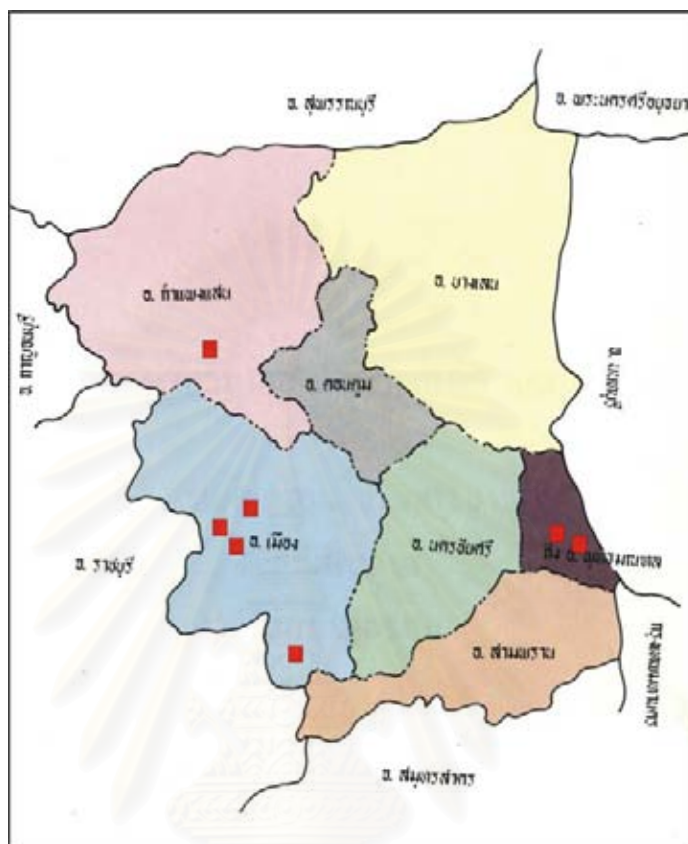 จ. สุพรรณบุรี
จ. พระนครศรีอยุธยา
อ. กำแพงแสน
อ. บางเลน
จ. กาญจนบุรี
จ. นนทบุรี
อ. ดอนตูม
อ. เมือง
อ. นครชัยศรี
กิ่ง อ. พุทธมณฑล
จ. ราชบุรี
อ. สามพราน
กรุงเทพมหานคร
จ. สมุทรสาคร